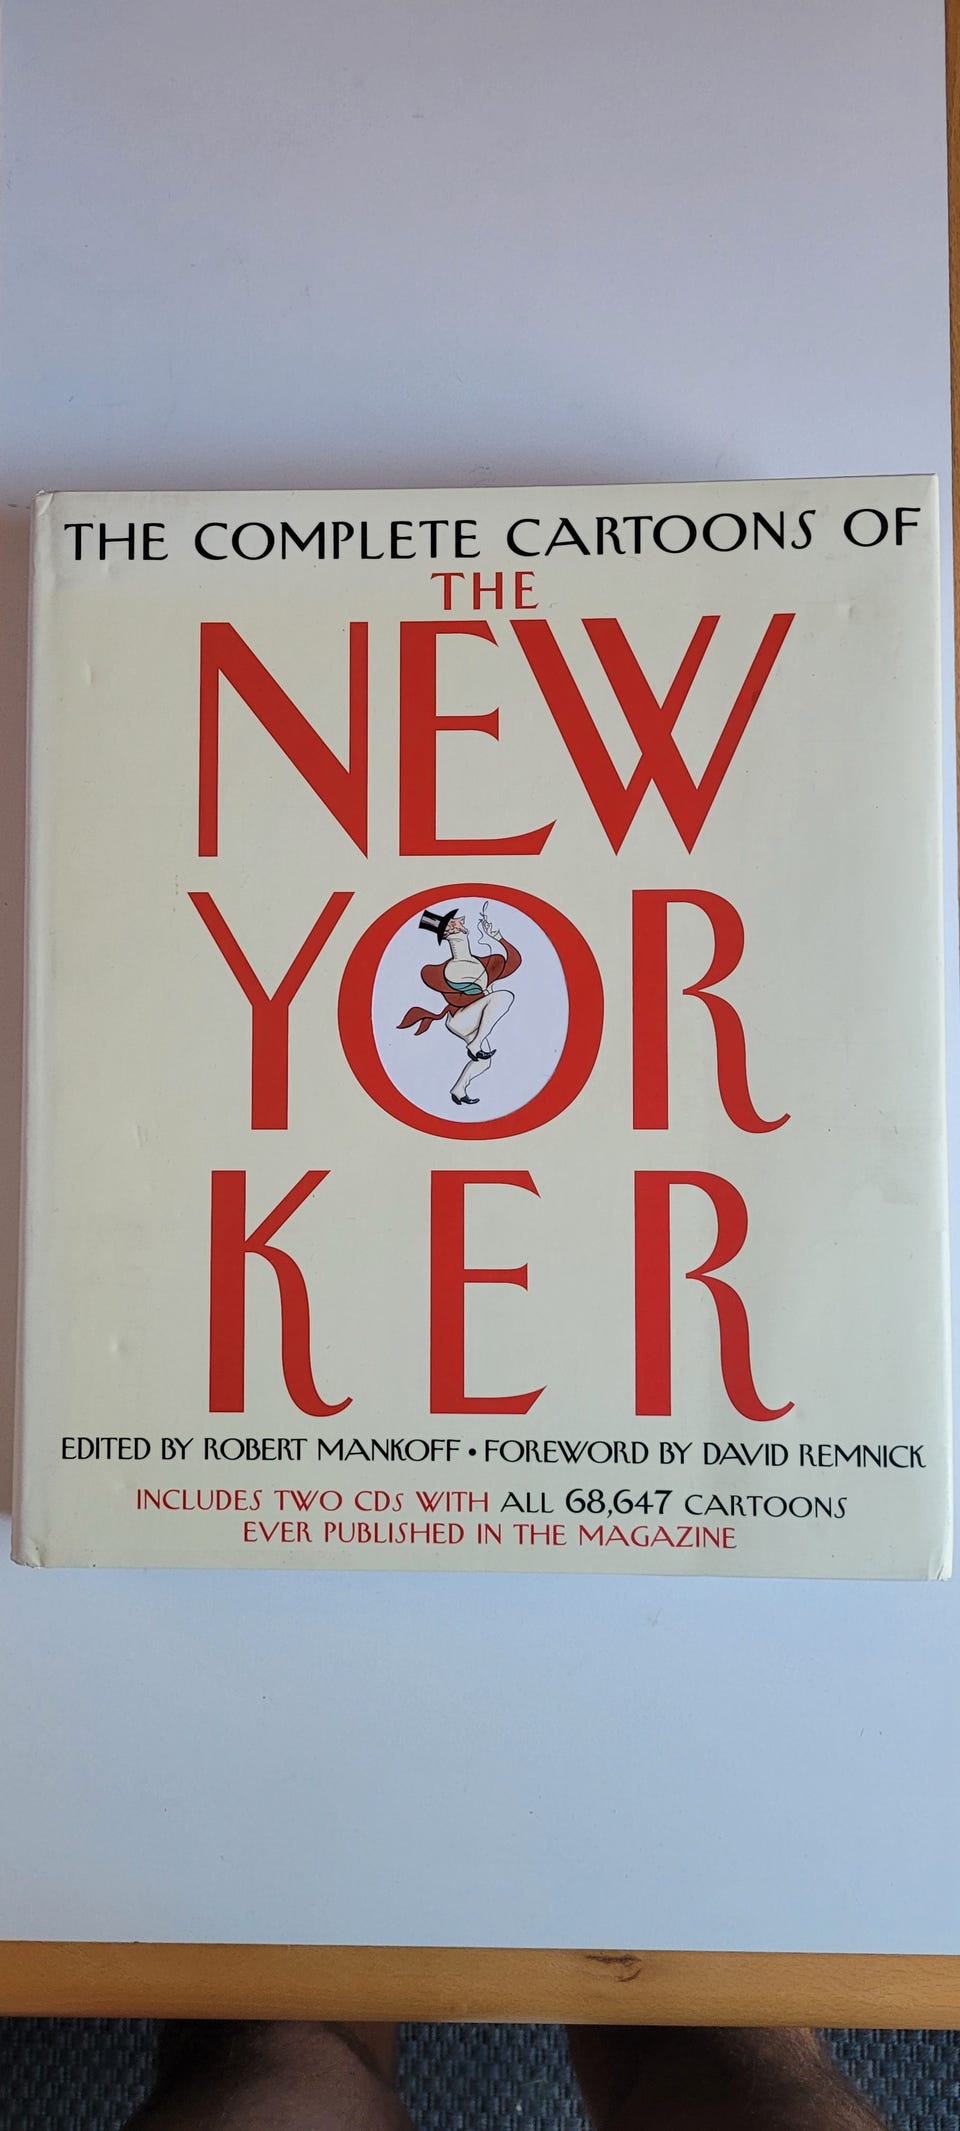 THE COMPLETE CARTOONS OF
THE
NEW
YOR
KER
EDITED BY ROBERT MANKOFF • FOREWORD BY DAVID REMNICK
INCLUDES TWO CDs WITH ALL 68,647 CARTOONS
EVER PUBLISHED IN THE MAGAZINE